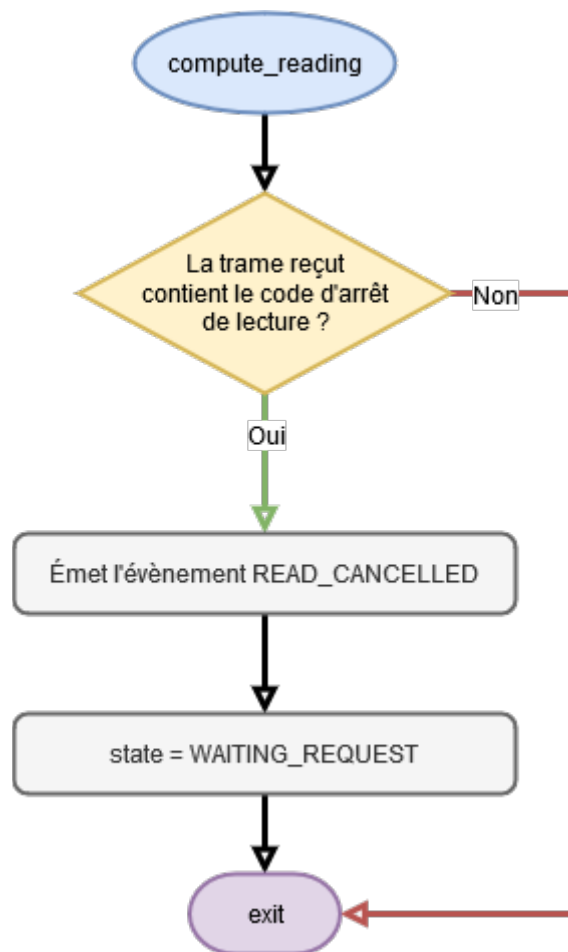 compute_reading
La trame reçut
contient le code d'arrêt
de lecture ?
Non
Oui
Émet l'évènement READ_CANCELLED
state = WAITING_REQUEST
exit